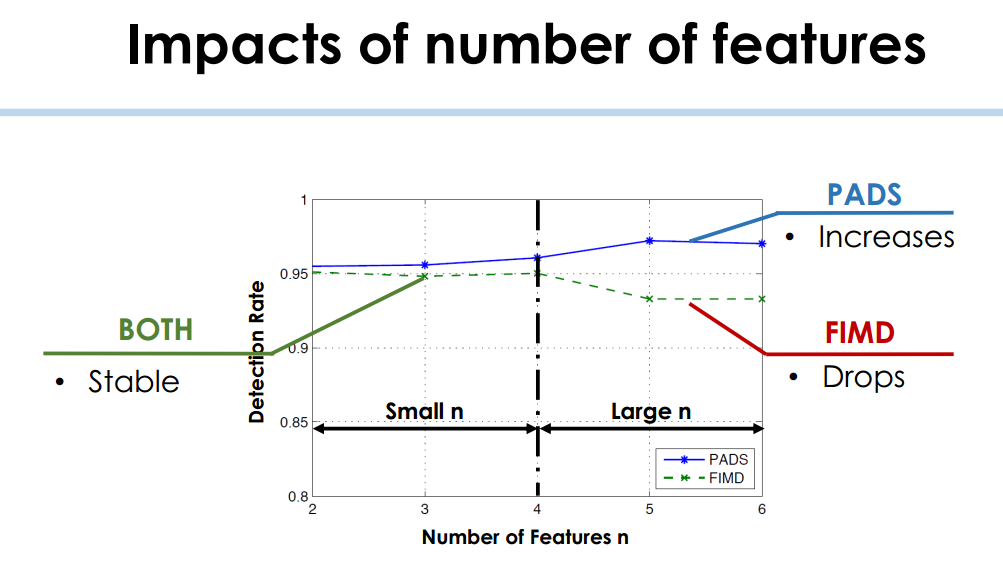 Impacts of number of features
PADS
• Increases
BOTH
• Stable
FIMD
• Drops
1
0.95
0.9
0.85
0.8
Detection Rate
Small n
Large n
PADS
FIMD
2 3 4 5 6
Number of Features n